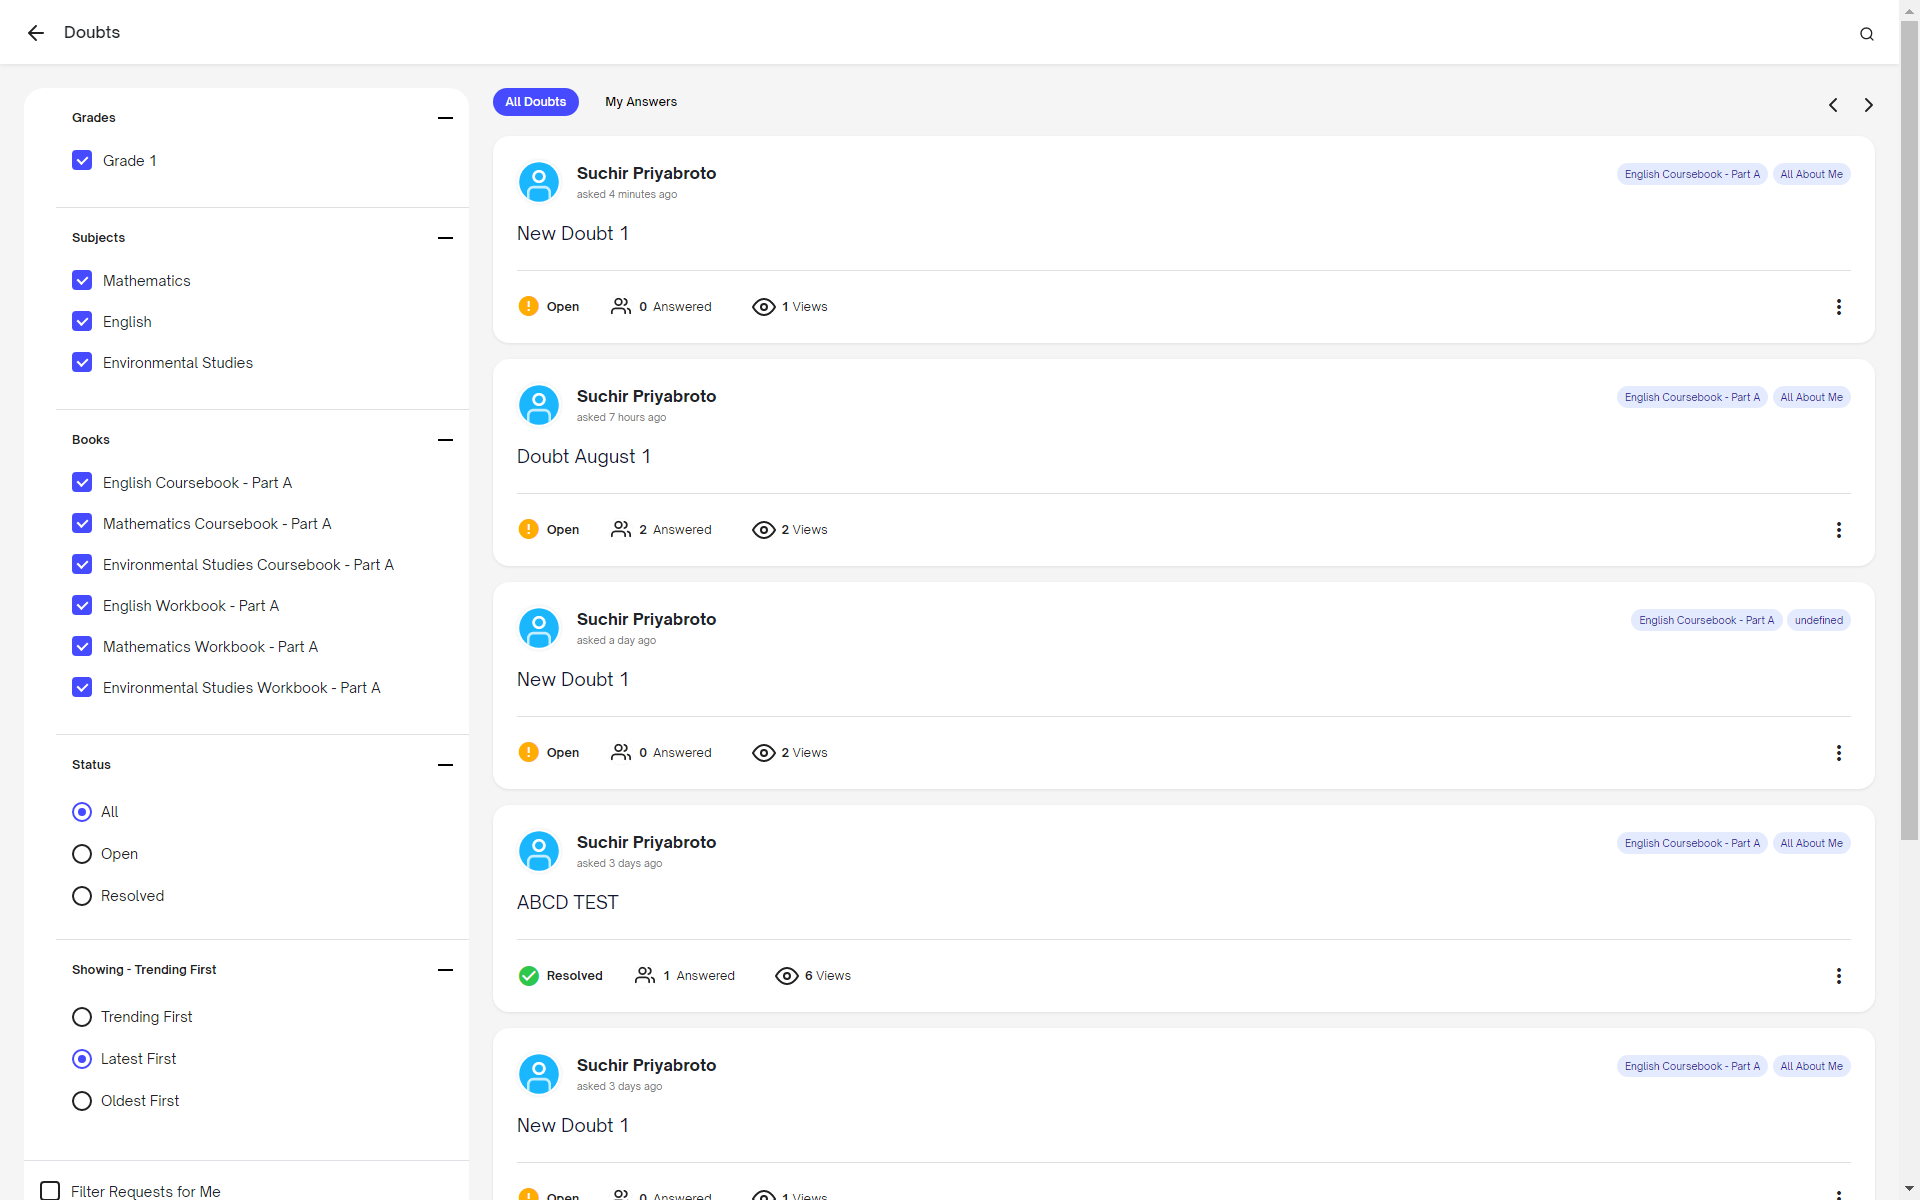 Doubts
Grades
Grade 1
Subjects
Mathematics
English
Environmental Studies
Books
English Coursebook - Part A
Mathematics Coursebook - Part A
Environmental Studies Coursebook - Part A
English Workbook - Part A
Mathematics Workbook - Part A
Environmental Studies Workbook - Part A
Status
All
Open
Resolved
Showing - Trending First
Trending First
Latest First
Oldest First
Filter Requests for Me
All Doubts My Answers
Suchir Priyabroto English Coursebook - Part A All About Me
asked 4 minutes ago
New Doubt 1
Open 0 Answered 1 Views
Suchir Priyabroto English Coursebook - Part A All About Me
asked 7 hours ago
Doubt August 1
Open 2 Answered 2 Views
Suchir Priyabroto English Coursebook - Part A undefined
asked a day ago
New Doubt 1
Open 0 Answered 2 Views
Suchir Priyabroto English Coursebook - Part A All About Me
asked 3 days ago
ABCD TEST
Resolved 1 Answered 6 Views
Suchir Priyabroto English Coursebook - Part A All About Me
asked 3 days ago
New Doubt 1
Open 0 Answered 1 Views